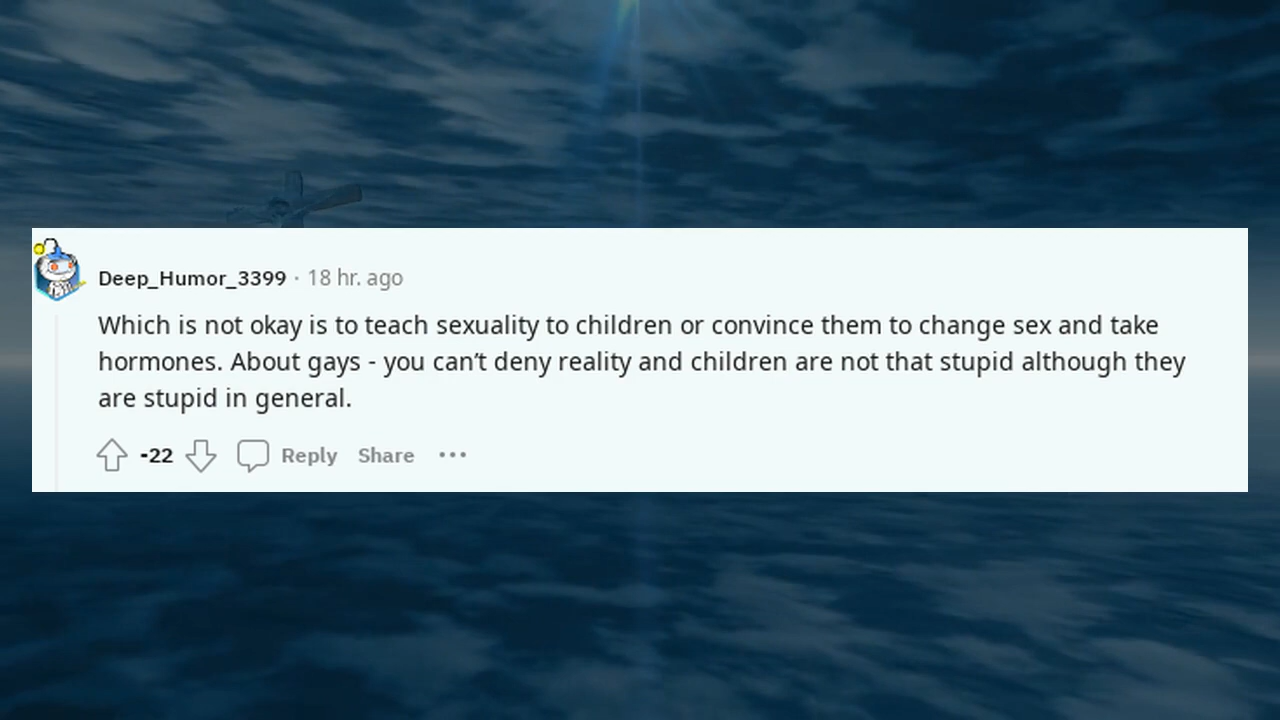 Deep_Humor_3399 · 18 hr. ago
Which is not okay is to teach sexuality to children or convince them to change sex and take
hormones. About gays - you can't deny reality and children are not that stupid although they
are stupid in general.
-22 Reply Share ···